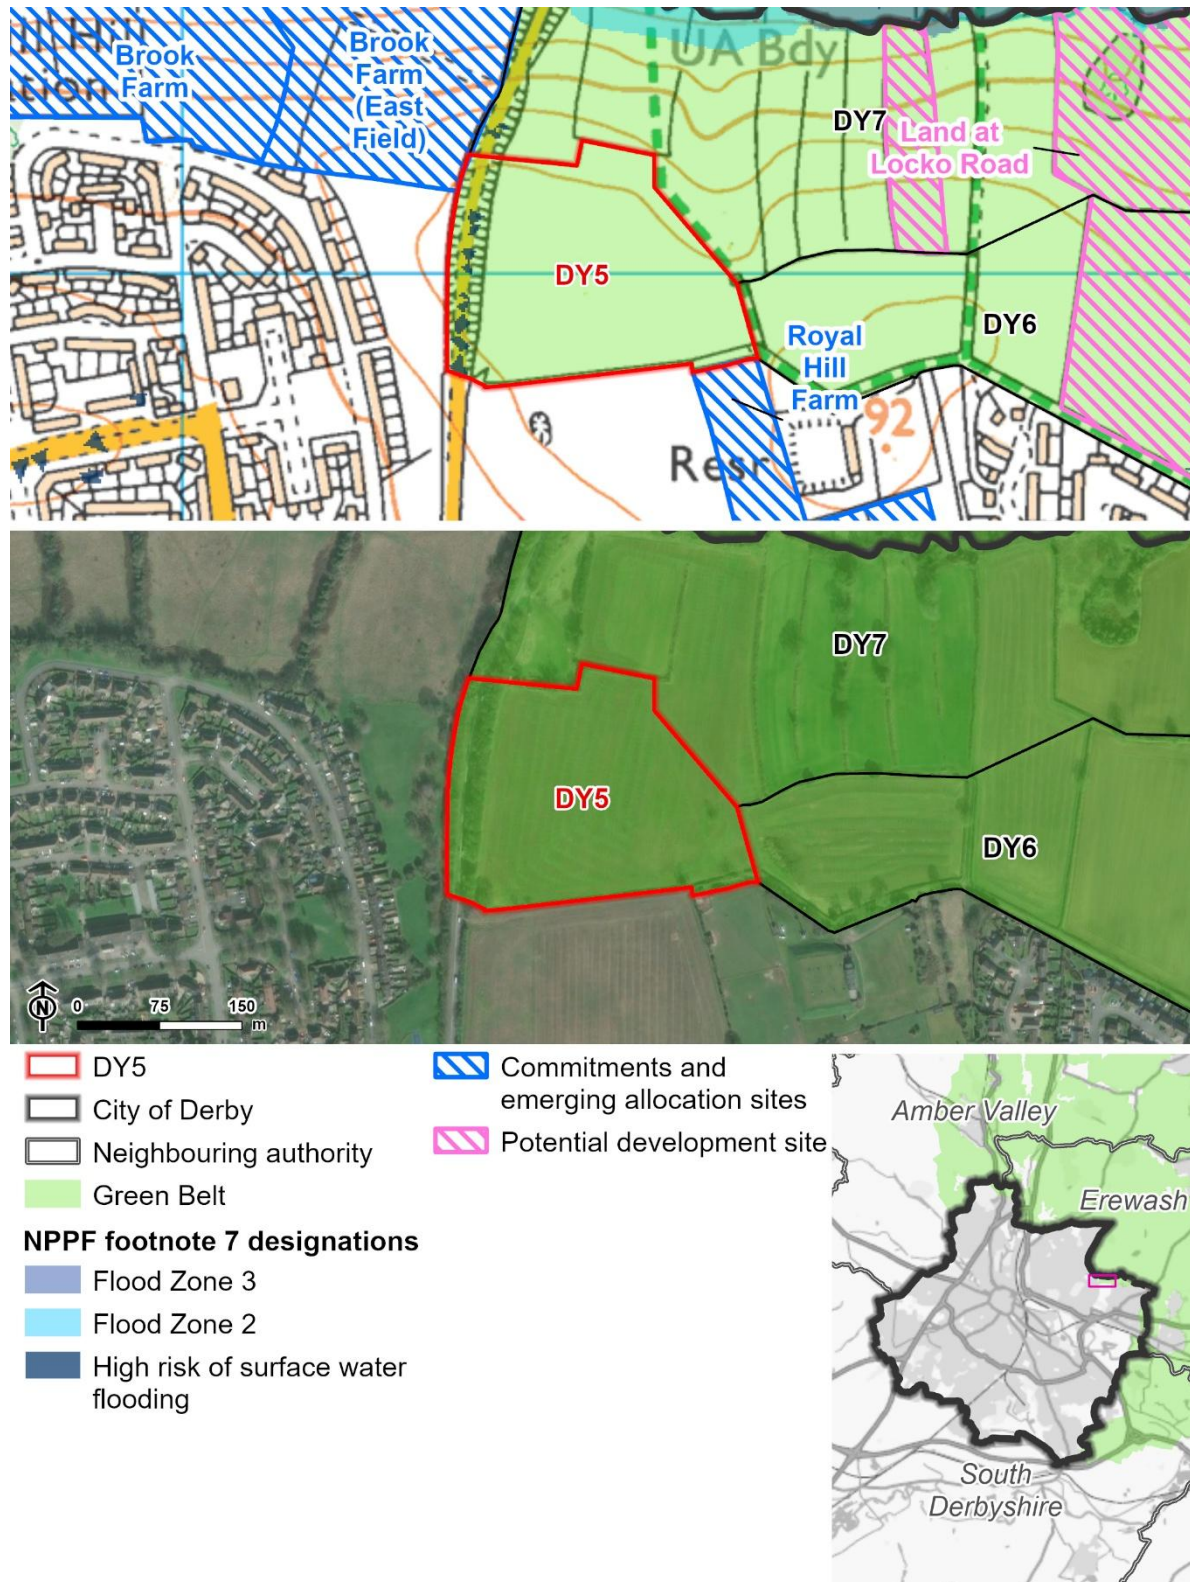 Brook
Farm
Brook
Farm
(East
Field)
UA Bdy
DY7
Land at
Locko Road
DY5
DY6
Royal
Hill
Farm
92
Resr
DY7
DY5
DY6
N
0 75 150
m
DY5
City of Derby
Neighbouring authority
Green Belt
NPPF footnote 7 designations
Flood Zone 3
Flood Zone 2
High risk of surface water
flooding
Commitments and
emerging allocation sites
Potential development site
Amber Valley
Erewash
South
Derbyshire